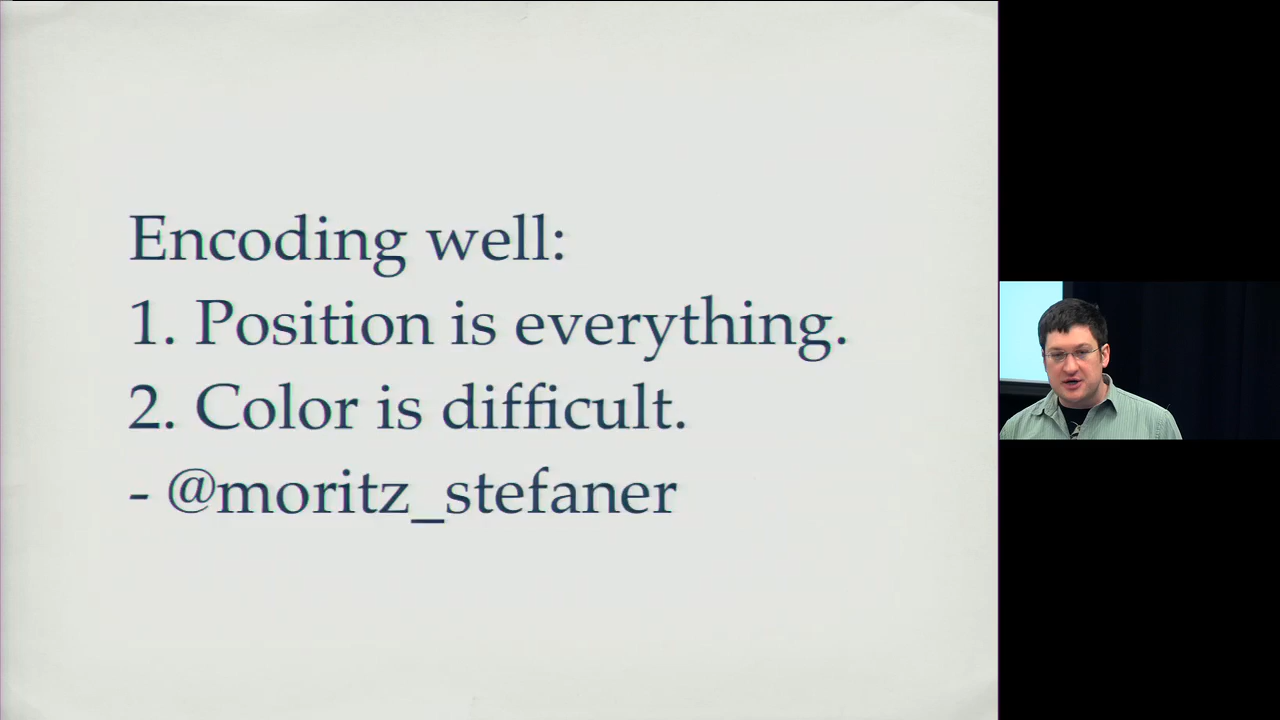 Encoding well:
1. Position is everything.
2. Color is difficult.
- @moritz_stefaner